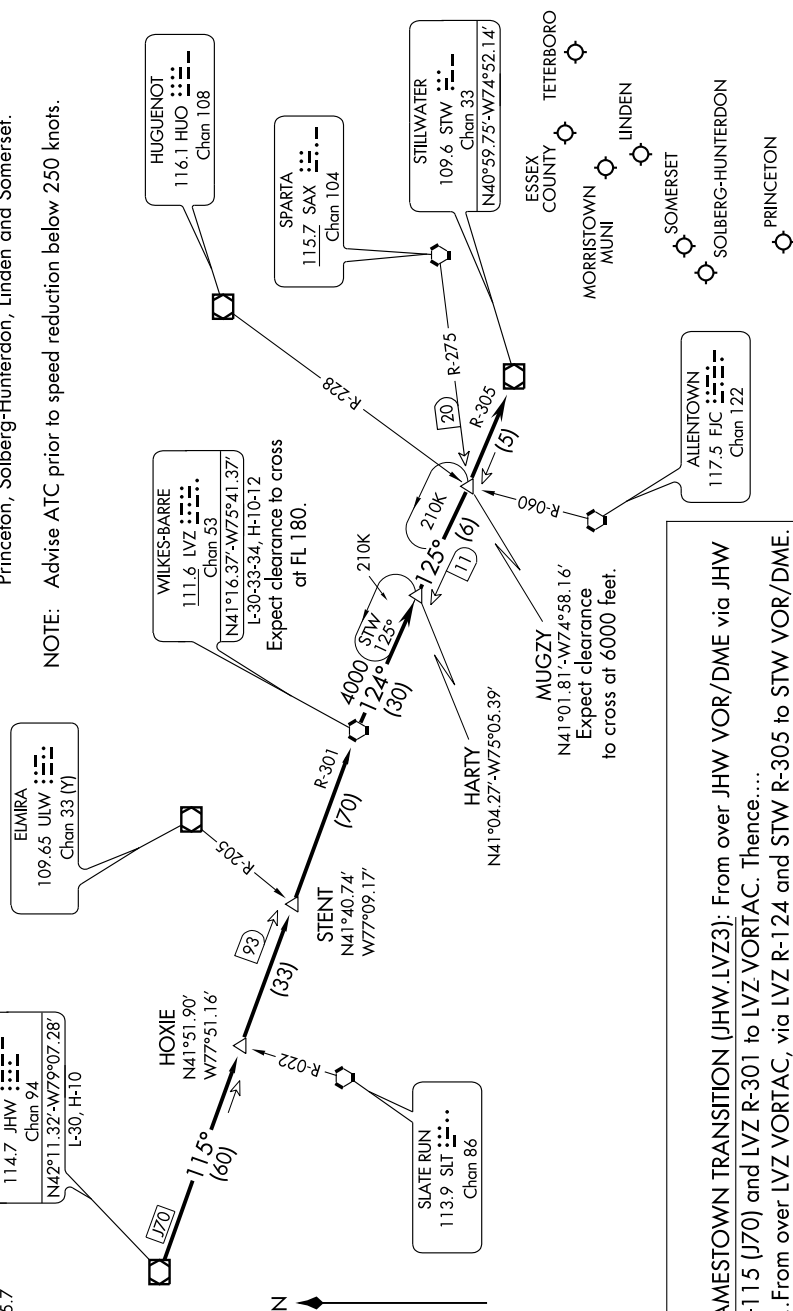 Princeton, Solberg-Hunterdon, Linden and Somerset.
NOTE: Advise ATC prior to speed reduction below 250 knots.
5.7
114.7 JHW
Chan 94
N42°11.32'-W79°07.28'
L-30, H-10
ELMIRA
109.65 ULW
Chan 33 (Y)
WILKES-BARRE
111.6 LVZ
Chan 53
N41°16.37'-W75°41.37'
L-30-33-34, H-10-12
Expect clearance to cross
at FL 180.
HUGUENOT
116.1 HUO
Chan 108
SPARTA
115.7 SAX
Chan 104
STILLWATER
109.6 STW
Chan 33
N40°59.75'-W74°52.14'
J70
115°
(60)
HOXIE
N41°51.90'
W77°51.16'
R-022
SLATE RUN
113.9 SLT
Chan 86
93
(33)
R-205
STENT
N41°40.74'
W77°09.17'
(70)
R-301
4000
124°
(30)
STW
125°
210K
HARTY
N41°04.27'-W75°05.39'
125°
(6)
11
210K
R-228
20
R-275
MUGZY
N41°01.81'-W74°58.16'
Expect clearance
to cross at 6000 feet.
R-305
(5)
R-060
ALLENTOWN
117.5 FJC
Chan 122
TETERBORO
ESSEX
COUNTY
MORRISTOWN
MUNI
LINDEN
SOMERSET
SOLBERG-HUNTERDON
PRINCETON
N
AMESTOWN TRANSITION (JHW.LVZ3): From over JHW VOR/DME via JHW
-115 (J70) and LVZ R-301 to LVZ VORTAC. Thence....
.From over LVZ VORTAC, via LVZ R-124 and STW R-305 to STW VOR/DME.